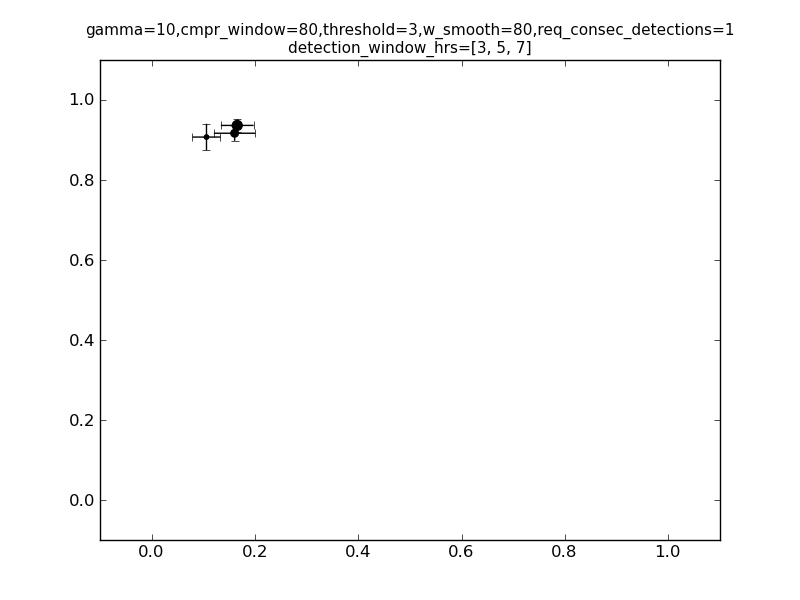 gamma=10,cmpr_window=80,threshold=3,w_smooth=80,req_consec_detections=1
detection_window_hrs=[3, 5, 7]
1.0
0.8
0.6
0.4
0.2
0.0
0.0 0.2 0.4 0.6 0.8 1.0